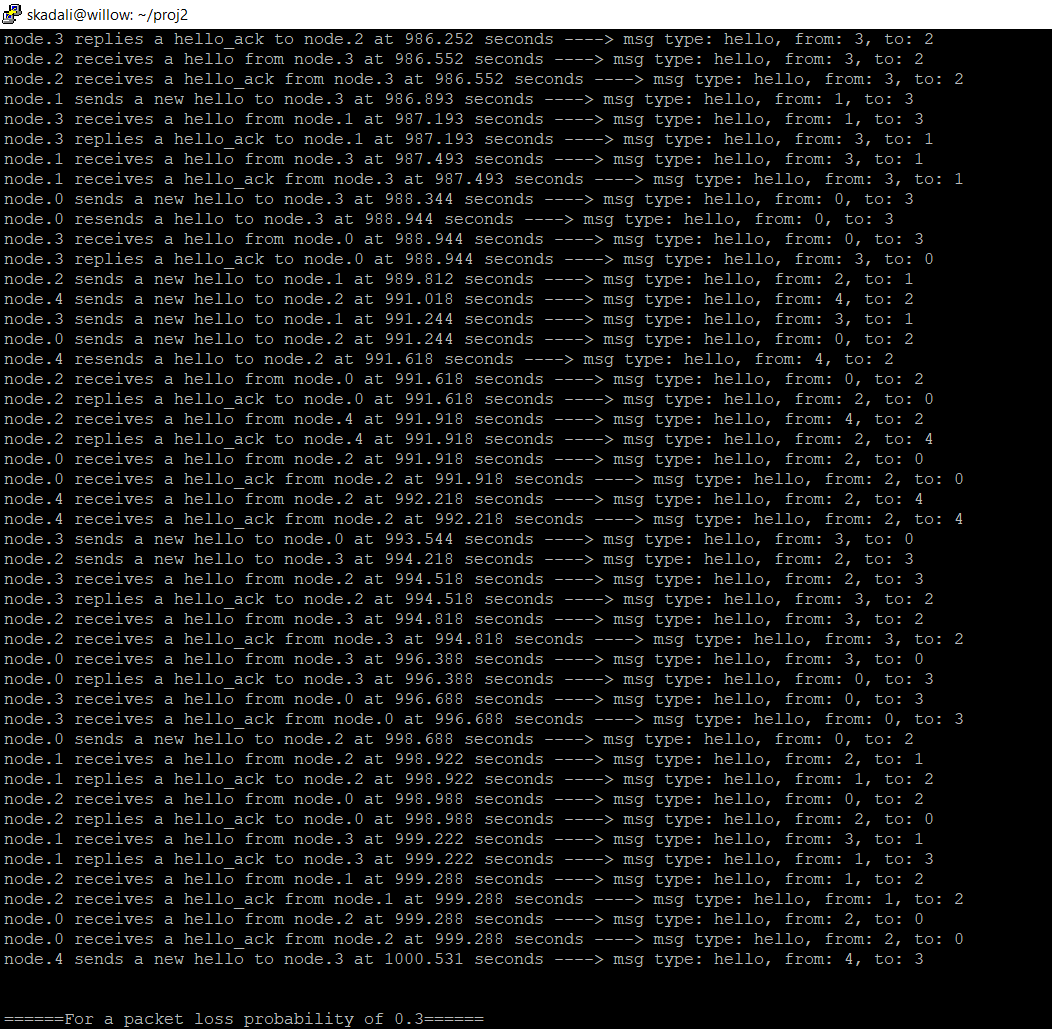 skadali@willow: ~/proj2
node.3 replies a hello_ack to node.2 at 986.252 seconds ----> msg type: hello, from: 3, to: 2
node.2 receives a hello from node.3 at 986.552 seconds ----> msg type: hello, from: 3, to: 2
node.2 receives a hello_ack from node.3 at 986.552 seconds ----> msg type: hello, from: 3, to: 2
node.1 sends a new hello to node.3 at 986.893 seconds ----> msg type: hello, from: 1, to: 3
node.3 receives a hello from node.1 at 987.193 seconds ----> msg type: hello, from: 1, to: 3
node.3 replies a hello_ack to node.1 at 987.193 seconds ----> msg type: hello, from: 3, to: 1
node.1 receives a hello from node.3 at 987.493 seconds ----> msg type: hello, from: 3, to: 1
node.1 receives a hello_ack from node.3 at 987.493 seconds ----> msg type: hello, from: 3, to: 1
node.0 sends a new hello to node.3 at 988.344 seconds ----> msg type: hello, from: 0, to: 3
node.0 resends a hello to node.3 at 988.944 seconds ----> msg type: hello, from: 0, to: 3
node.3 receives a hello from node.0 at 988.944 seconds ----> msg type: hello, from: 0, to: 3
node.3 replies a hello_ack to node.0 at 988.944 seconds ----> msg type: hello, from: 3, to: 0
node.2 sends a new hello to node.1 at 989.812 seconds ----> msg type: hello, from: 2, to: 1
node.4 sends a new hello to node.2 at 991.018 seconds ----> msg type: hello, from: 4, to: 2
node.3 sends a new hello to node.1 at 991.244 seconds ----> msg type: hello, from: 3, to: 1
node.0 sends a new hello to node.2 at 991.244 seconds ----> msg type: hello, from: 0, to: 2
node.4 resends a hello to node.2 at 991.618 seconds ----> msg type: hello, from: 4, to: 2
node.2 receives a hello from node.0 at 991.618 seconds ----> msg type: hello, from: 0, to: 2
node.2 replies a hello_ack to node.0 at 991.618 seconds ----> msg type: hello, from: 2, to: 0
node.2 receives a hello from node.4 at 991.918 seconds ----> msg type: hello, from: 4, to: 2
node.2 replies a hello_ack to node.4 at 991.918 seconds ----> msg type: hello, from: 2, to: 4
node.0 receives a hello from node.2 at 991.918 seconds ----> msg type: hello, from: 2, to: 0
node.0 receives a hello_ack from node.2 at 991.918 seconds ----> msg type: hello, from: 2, to: 0
node.4 receives a hello from node.2 at 992.218 seconds ----> msg type: hello, from: 2, to: 4
node.4 receives a hello_ack from node.2 at 992.218 seconds ----> msg type: hello, from: 2, to: 4
node.3 sends a new hello to node.0 at 993.544 seconds ----> msg type: hello, from: 3, to: 0
node.2 sends a new hello to node.3 at 994.218 seconds ----> msg type: hello, from: 2, to: 3
node.3 receives a hello from node.2 at 994.518 seconds ----> msg type: hello, from: 2, to: 3
node.3 replies a hello_ack to node.2 at 994.518 seconds ----> msg type: hello, from: 3, to: 2
node.2 receives a hello from node.3 at 994.818 seconds ----> msg type: hello, from: 3, to: 2
node.2 receives a hello_ack from node.3 at 994.818 seconds ----> msg type: hello, from: 3, to: 2
node.0 receives a hello from node.3 at 996.388 seconds ----> msg type: hello, from: 3, to: 0
node.0 replies a hello_ack to node.3 at 996.388 seconds ----> msg type: hello, from: 0, to: 3
node.3 receives a hello from node.0 at 996.688 seconds ----> msg type: hello, from: 0, to: 3
node.3 receives a hello_ack from node.0 at 996.688 seconds ----> msg type: hello, from: 0, to: 3
node.0 sends a new hello to node.2 at 998.688 seconds ----> msg type: hello, from: 0, to: 2
node.1 receives a hello from node.2 at 998.922 seconds ----> msg type: hello, from: 2, to: 1
node.1 replies a hello_ack to node.2 at 998.922 seconds ----> msg type: hello, from: 1, to: 2
node.2 receives a hello from node.0 at 998.988 seconds ----> msg type: hello, from: 0, to: 2
node.2 replies a hello_ack to node.0 at 998.988 seconds ----> msg type: hello, from: 2, to: 0
node.1 receives a hello from node.3 at 999.222 seconds ----> msg type: hello, from: 3, to: 1
node.1 replies a hello_ack to node.3 at 999.222 seconds ----> msg type: hello, from: 1, to: 3
node.2 receives a hello from node.1 at 999.288 seconds ----> msg type: hello, from: 1, to: 2
node.2 receives a hello_ack from node.1 at 999.288 seconds ----> msg type: hello, from: 1, to: 2
node.0 receives a hello from node.2 at 999.288 seconds ----> msg type: hello, from: 2, to: 0
node.0 receives a hello_ack from node.2 at 999.288 seconds ----> msg type: hello, from: 2, to: 0
node.4 sends a new hello to node.3 at 1000.531 seconds ----> msg type: hello, from: 4, to: 3
======For a packet loss probability of 0.3======